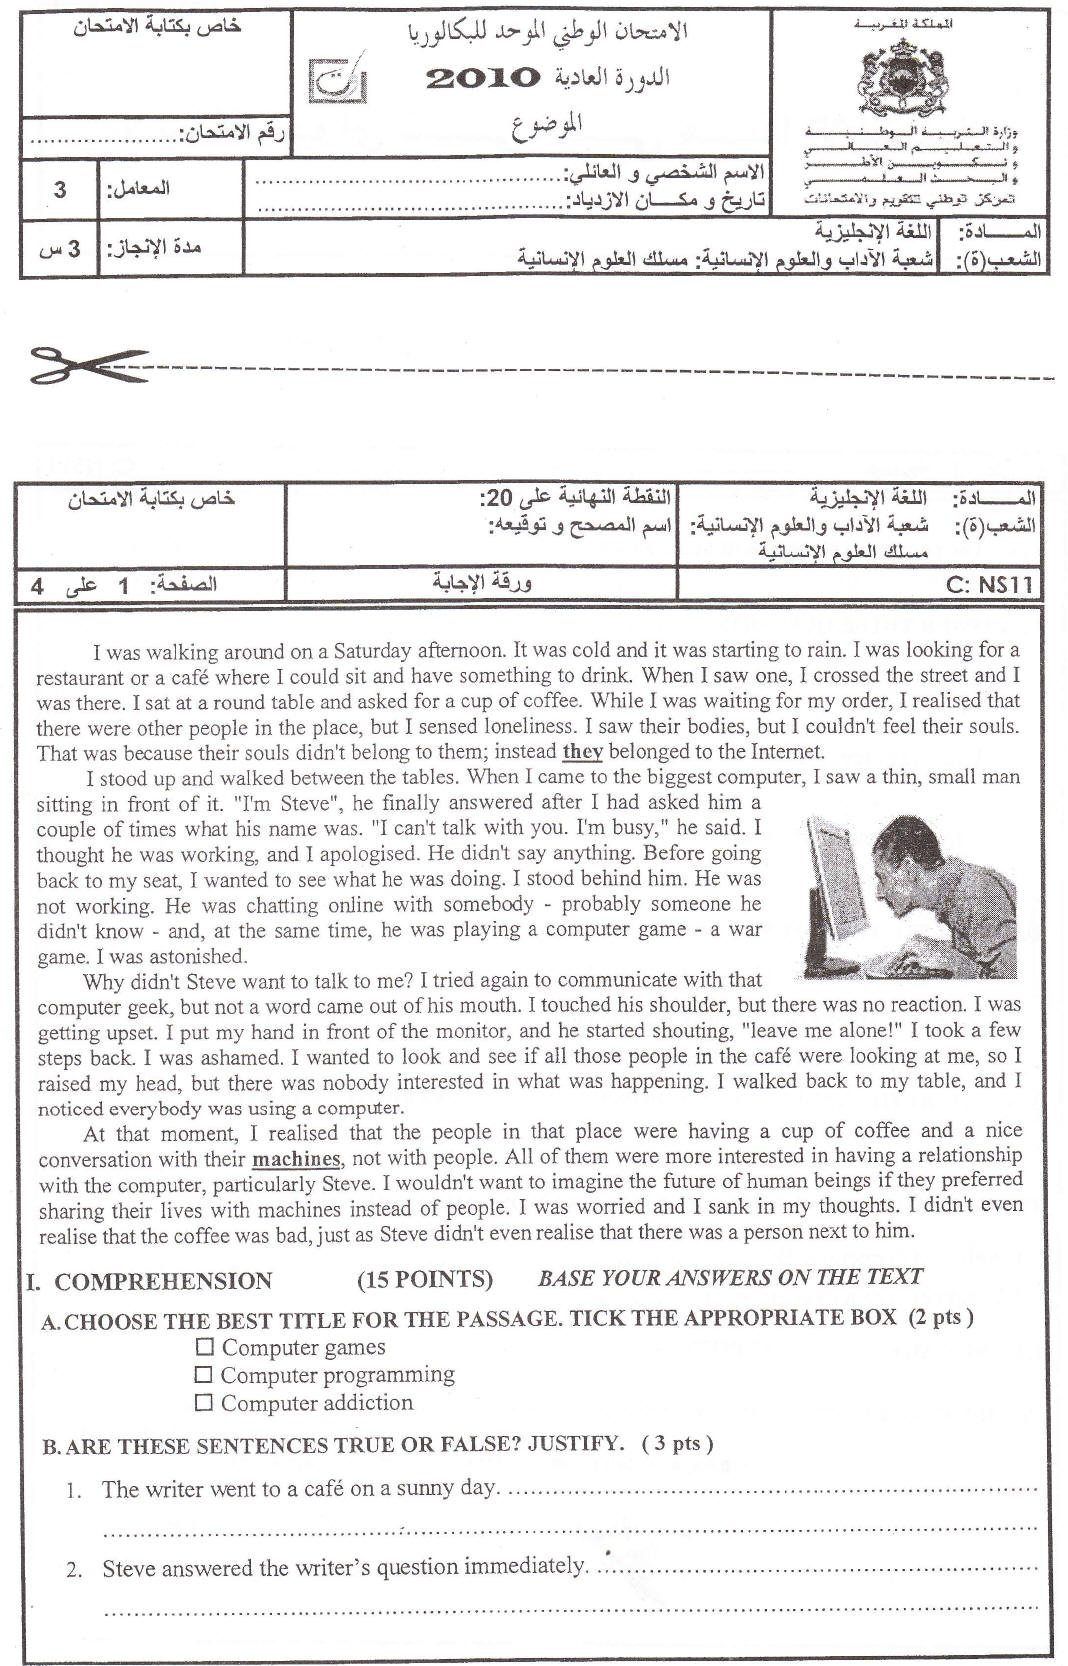 خاص بكتابة الامتحان
الامتحان الوطني الموحد للبكالوريا
الدورة العادية 2010
الموضوع
المملكة المغربية
وزارة التربية الوطنية
والتعليم العالي
وتكوين الأطر
والبحث العلمي
المركز الوطني للتقويم والامتحانات
رقم الامتحان:......................
المعامل: 3
الاسم الشخصي و العائلي:..........................................
تاريخ و مكان الازدياد:..........................................
مدة الإنجاز: 3 س
المــــادة: اللغة الإنجليزية
الشعب(ة): شعبة الآداب والعلوم الإنسانية: مسلك العلوم الإنسانية
المــــادة: اللغة الإنجليزية
الشعب(ة): شعبة الآداب والعلوم الإنسانية:
مسلك العلوم الإنسانية
النقطة النهائية على 20:
اسم المصحح و توقيعه:
خاص بكتابة الامتحان
C: NS11
ورقة الإجابة
الصفحة: 1 على 4
I was walking around on a Saturday afternoon. It was cold and it was starting to rain. I was looking for a
restaurant or a café where I could sit and have something to drink. When I saw one, I crossed the street and I
was there. I sat at a round table and asked for a cup of coffee. While I was waiting for my order, I realised that
there were other people in the place, but I sensed loneliness. I saw their bodies, but I couldn't feel their souls.
That was because their souls didn't belong to them; instead they belonged to the Internet.
I stood up and walked between the tables. When I came to the biggest computer, I saw a thin, small man
sitting in front of it. "I'm Steve", he finally answered after I had asked him a
couple of times what his name was. "I can't talk with you. I'm busy," he said. I
thought he was working, and I apologised. He didn't say anything. Before going
back to my seat, I wanted to see what he was doing. I stood behind him. He was
not working. He was chatting online with somebody - probably someone he
didn't know - and, at the same time, he was playing a computer game - a war
game. I was astonished.
Why didn't Steve want to talk to me? I tried again to communicate with that
computer geek, but not a word came out of his mouth. I touched his shoulder, but there was no reaction. I was
getting upset. I put my hand in front of the monitor, and he started shouting, "leave me alone!" I took a few
steps back. I was ashamed. I wanted to look and see if all those people in the café were looking at me, so I
raised my head, but there was nobody interested in what was happening. I walked back to my table, and I
noticed everybody was using a computer.
At that moment, I realised that the people in that place were having a cup of coffee and a nice
conversation with their machines, not with people. All of them were more interested in having a relationship
with the computer, particularly Steve. I wouldn't want to imagine the future of human beings if they preferred
sharing their lives with machines instead of people. I was worried and I sank in my thoughts. I didn't even
realise that the coffee was bad, just as Steve didn't even realise that there was a person next to him.
I. COMPREHENSION (15 POINTS) BASE YOUR ANSWERS ON THE TEXT
A. CHOOSE THE BEST TITLE FOR THE PASSAGE. TICK THE APPROPRIATE BOX (2 pts )
☐ Computer games
☐ Computer programming
☐ Computer addiction
B. ARE THESE SENTENCES TRUE OR FALSE? JUSTIFY. ( 3 pts )
1. The writer went to a café on a sunny day. ..........................................
..........................................
2. Steve answered the writer's question immediately. ..........................................
..........................................